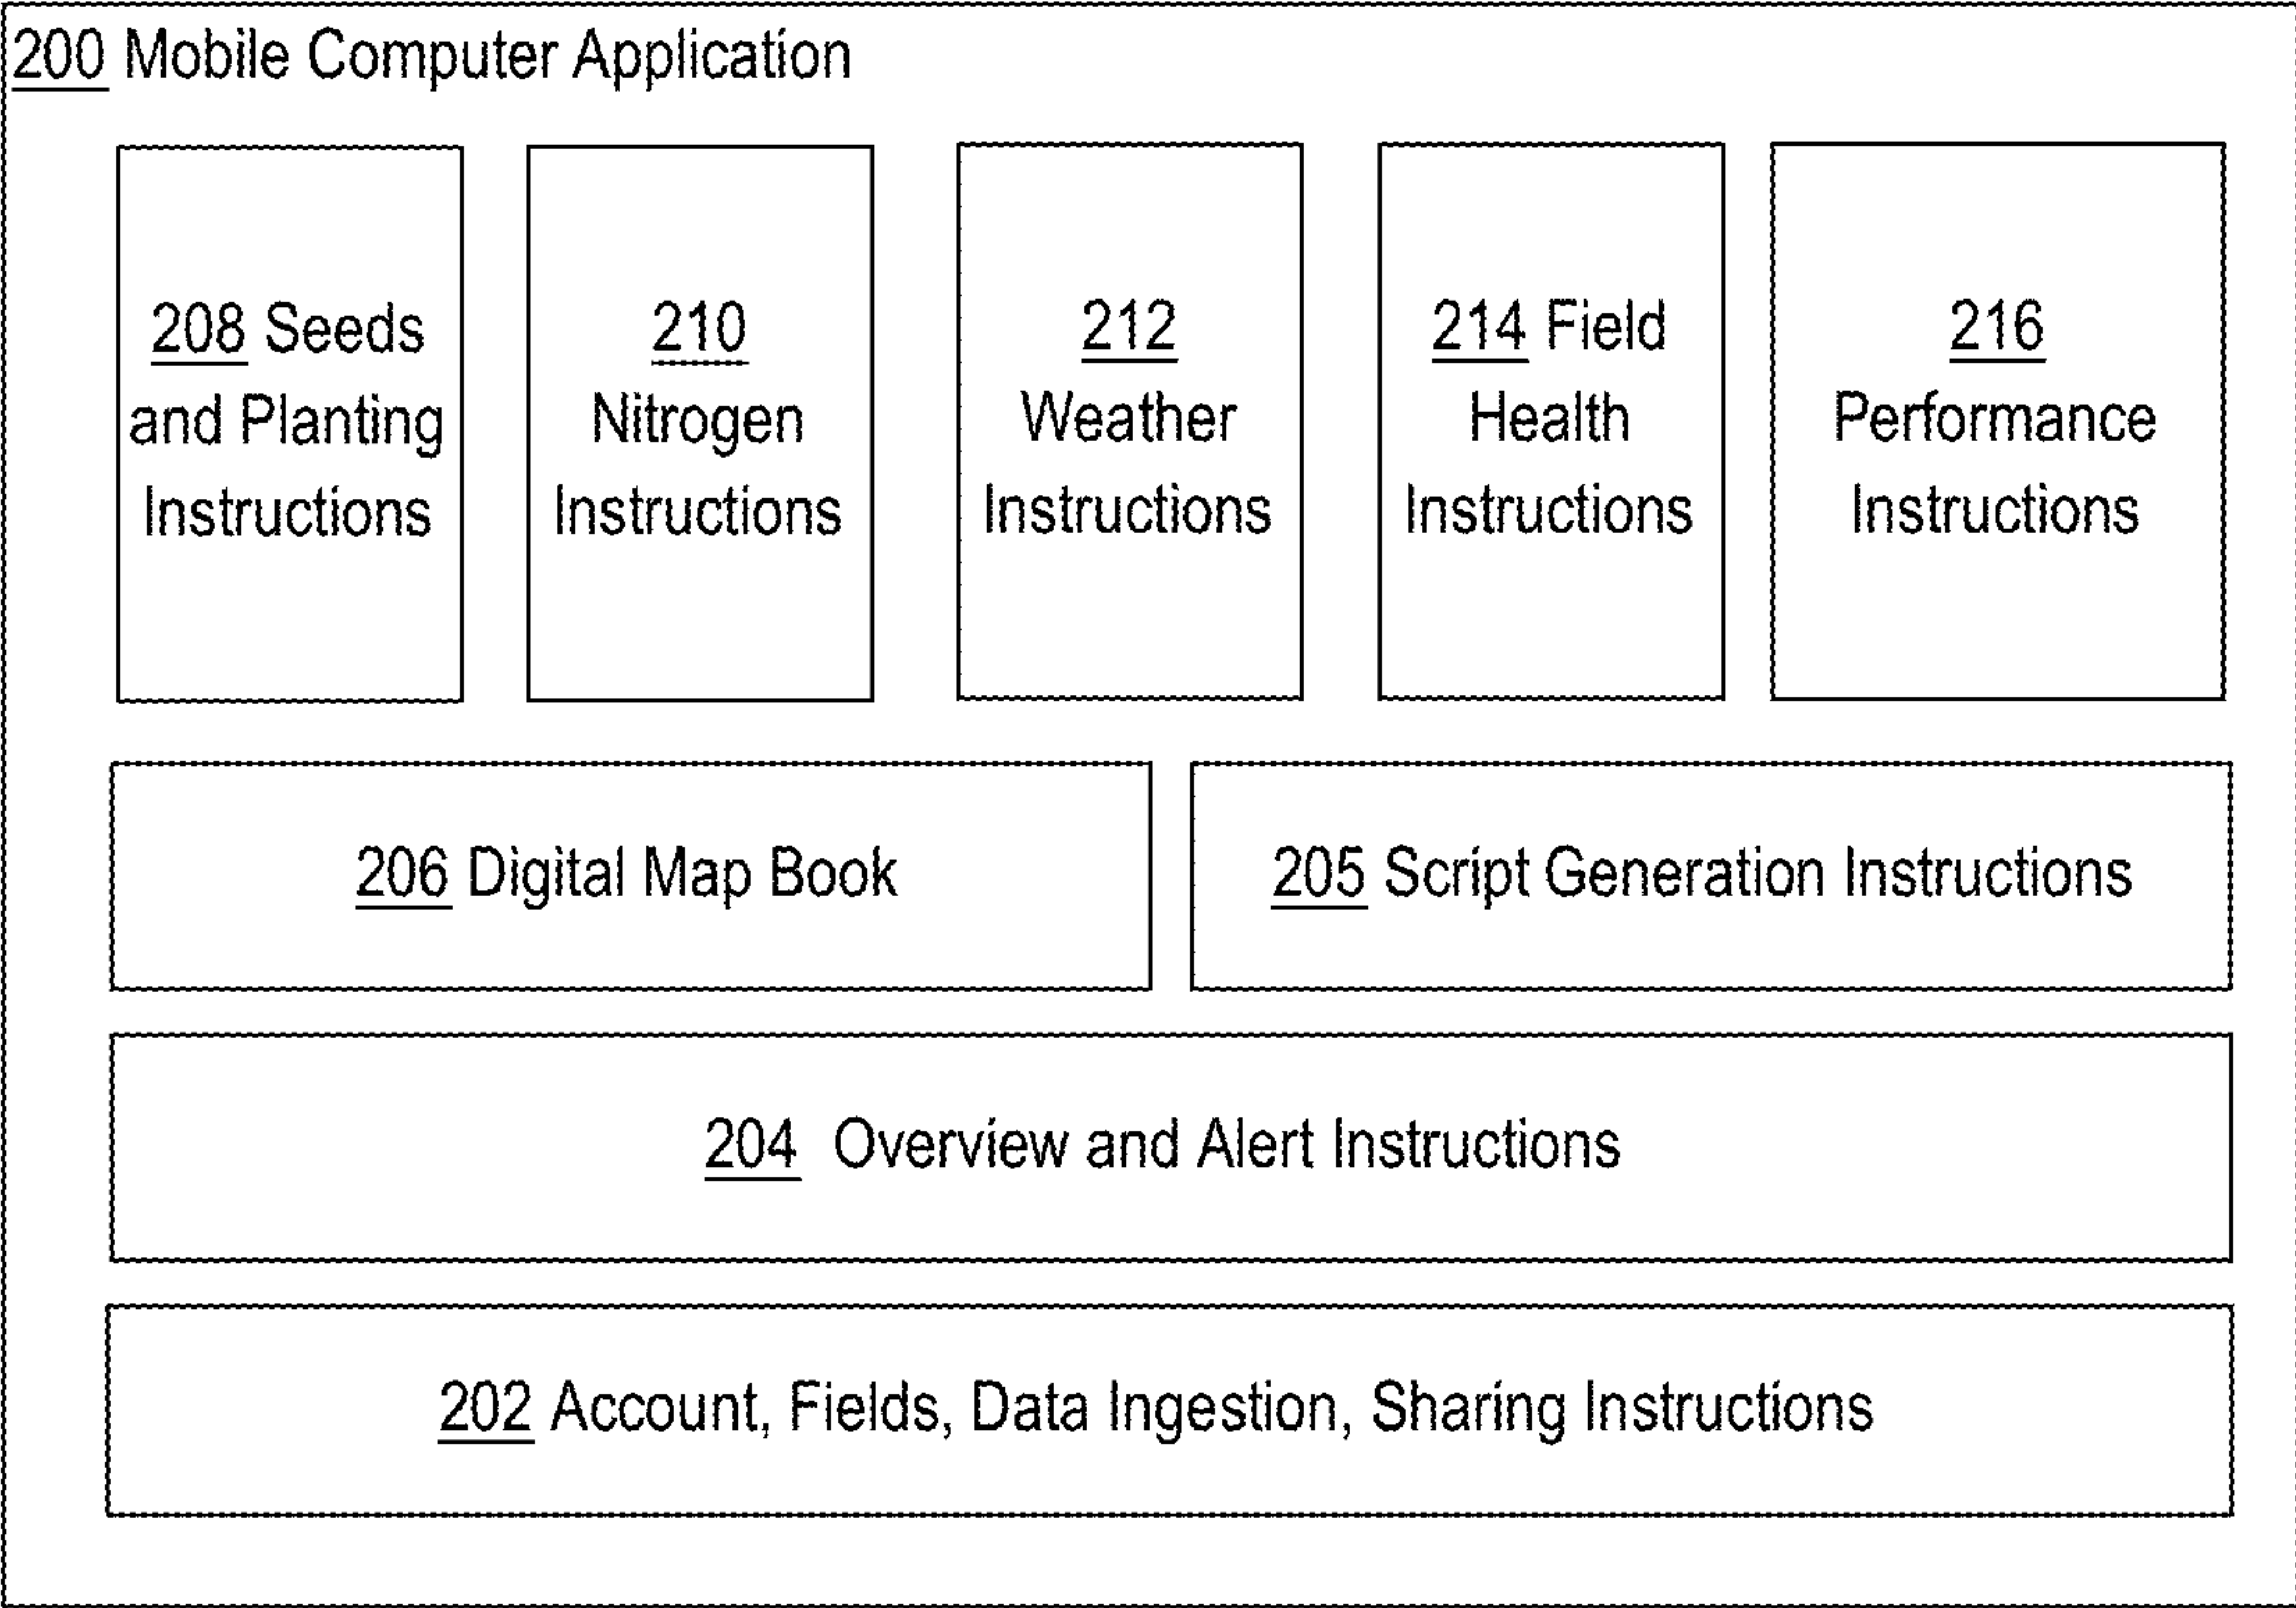 200 Mobile Computer Application
208 Seeds
and Planting
Instructions
210
Nitrogen
Instructions
212
Weather
Instructions
214 Field
Health
Instructions
216
Performance
Instructions
206 Digital Map Book
205 Script Generation Instructions
204 Overview and Alert Instructions
202 Account, Fields, Data Ingestion, Sharing Instructions